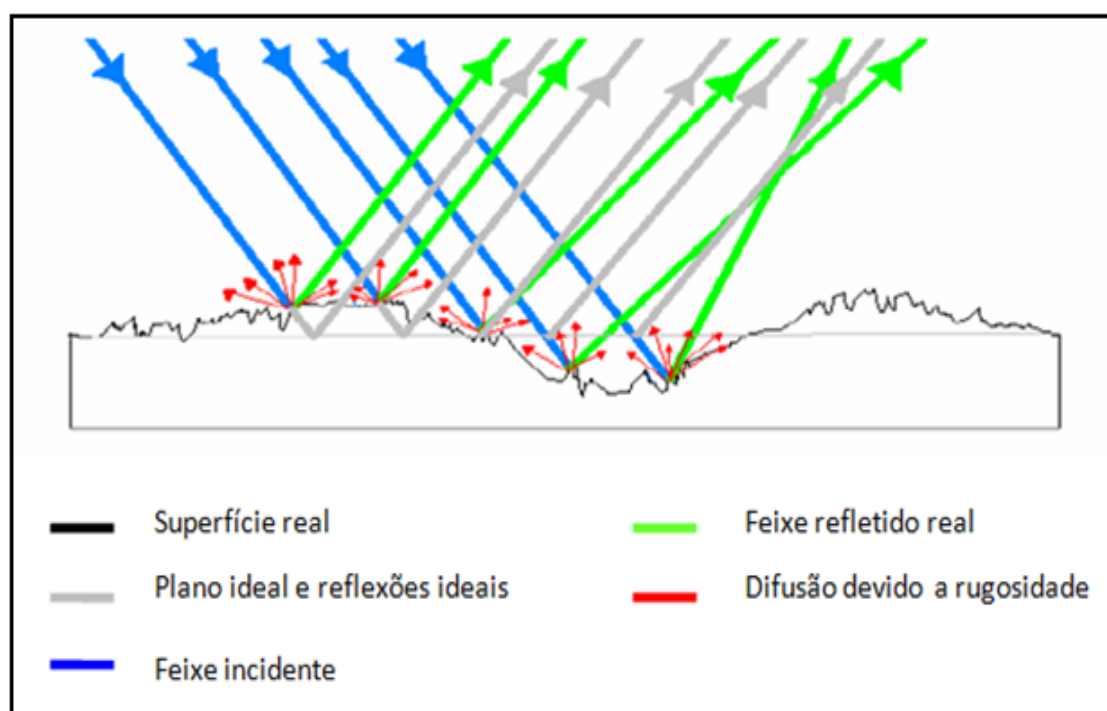 Superfície real
Feixe refletido real
Plano ideal e reflexões ideais
Difusão devido a rugosidade
Feixe incidente